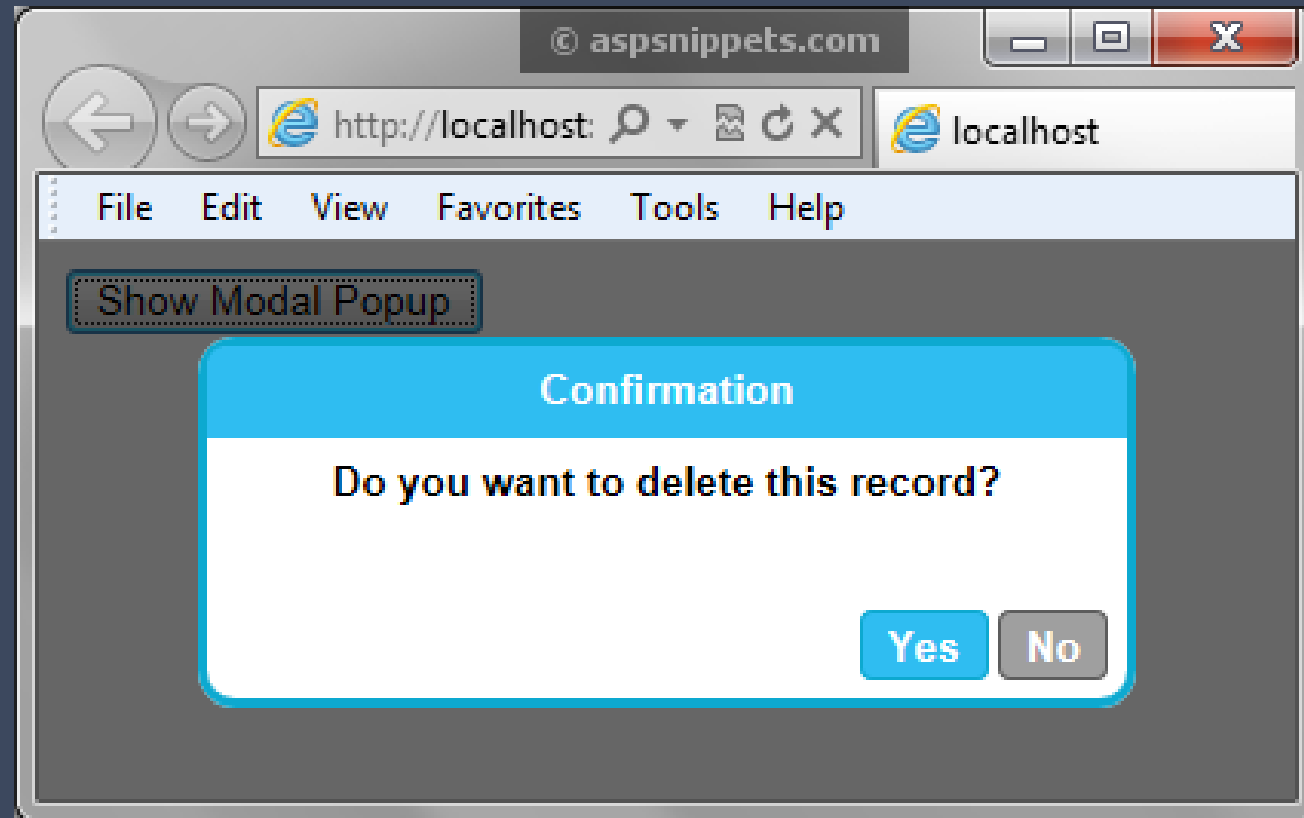 © aspsnippets.com
http://localhost:
localhost
File Edit View Favorites Tools Help
Show Modal Popup
Confirmation
Do you want to delete this record?
Yes No